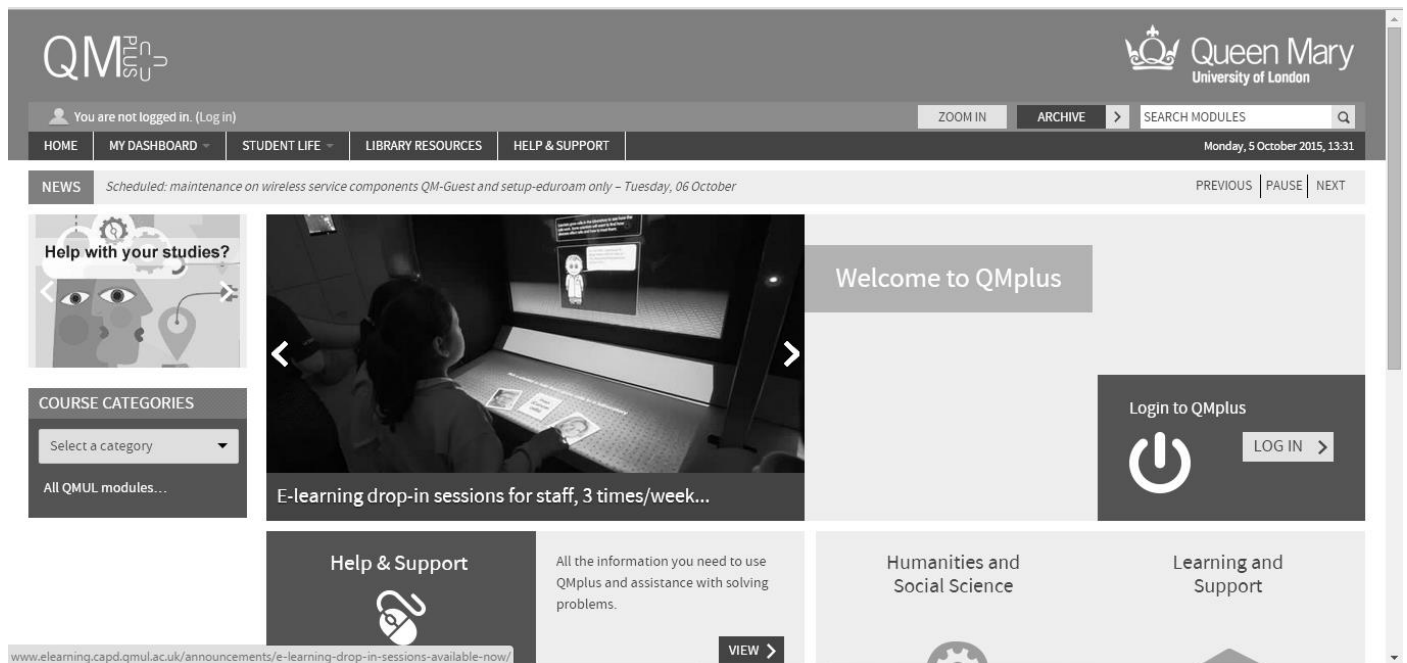 QM PLUS
Queen Mary
University of London
You are not logged in. (Log in)
ZOOM IN
ARCHIVE >
SEARCH MODULES
HOME MY DASHBOARD STUDENT LIFE LIBRARY RESOURCES HELP & SUPPORT
Monday, 5 October 2015, 13:31
NEWS Scheduled: maintenance on wireless service components QM-Guest and setup-eduroam only – Tuesday, 06 October
PREVIOUS PAUSE NEXT
Help with your studies?
Welcome to QMplus
COURSE CATEGORIES
Select a category
All QMUL modules...
E-learning drop-in sessions for staff, 3 times/week...
Login to QMplus
LOG IN >
Help & Support
All the information you need to use
QMplus and assistance with solving
problems.
VIEW >
Humanities and
Social Science
Learning and
Support
www.elearning.capd.qmul.ac.uk/announcements/e-learning-drop-in-sessions-available-now/